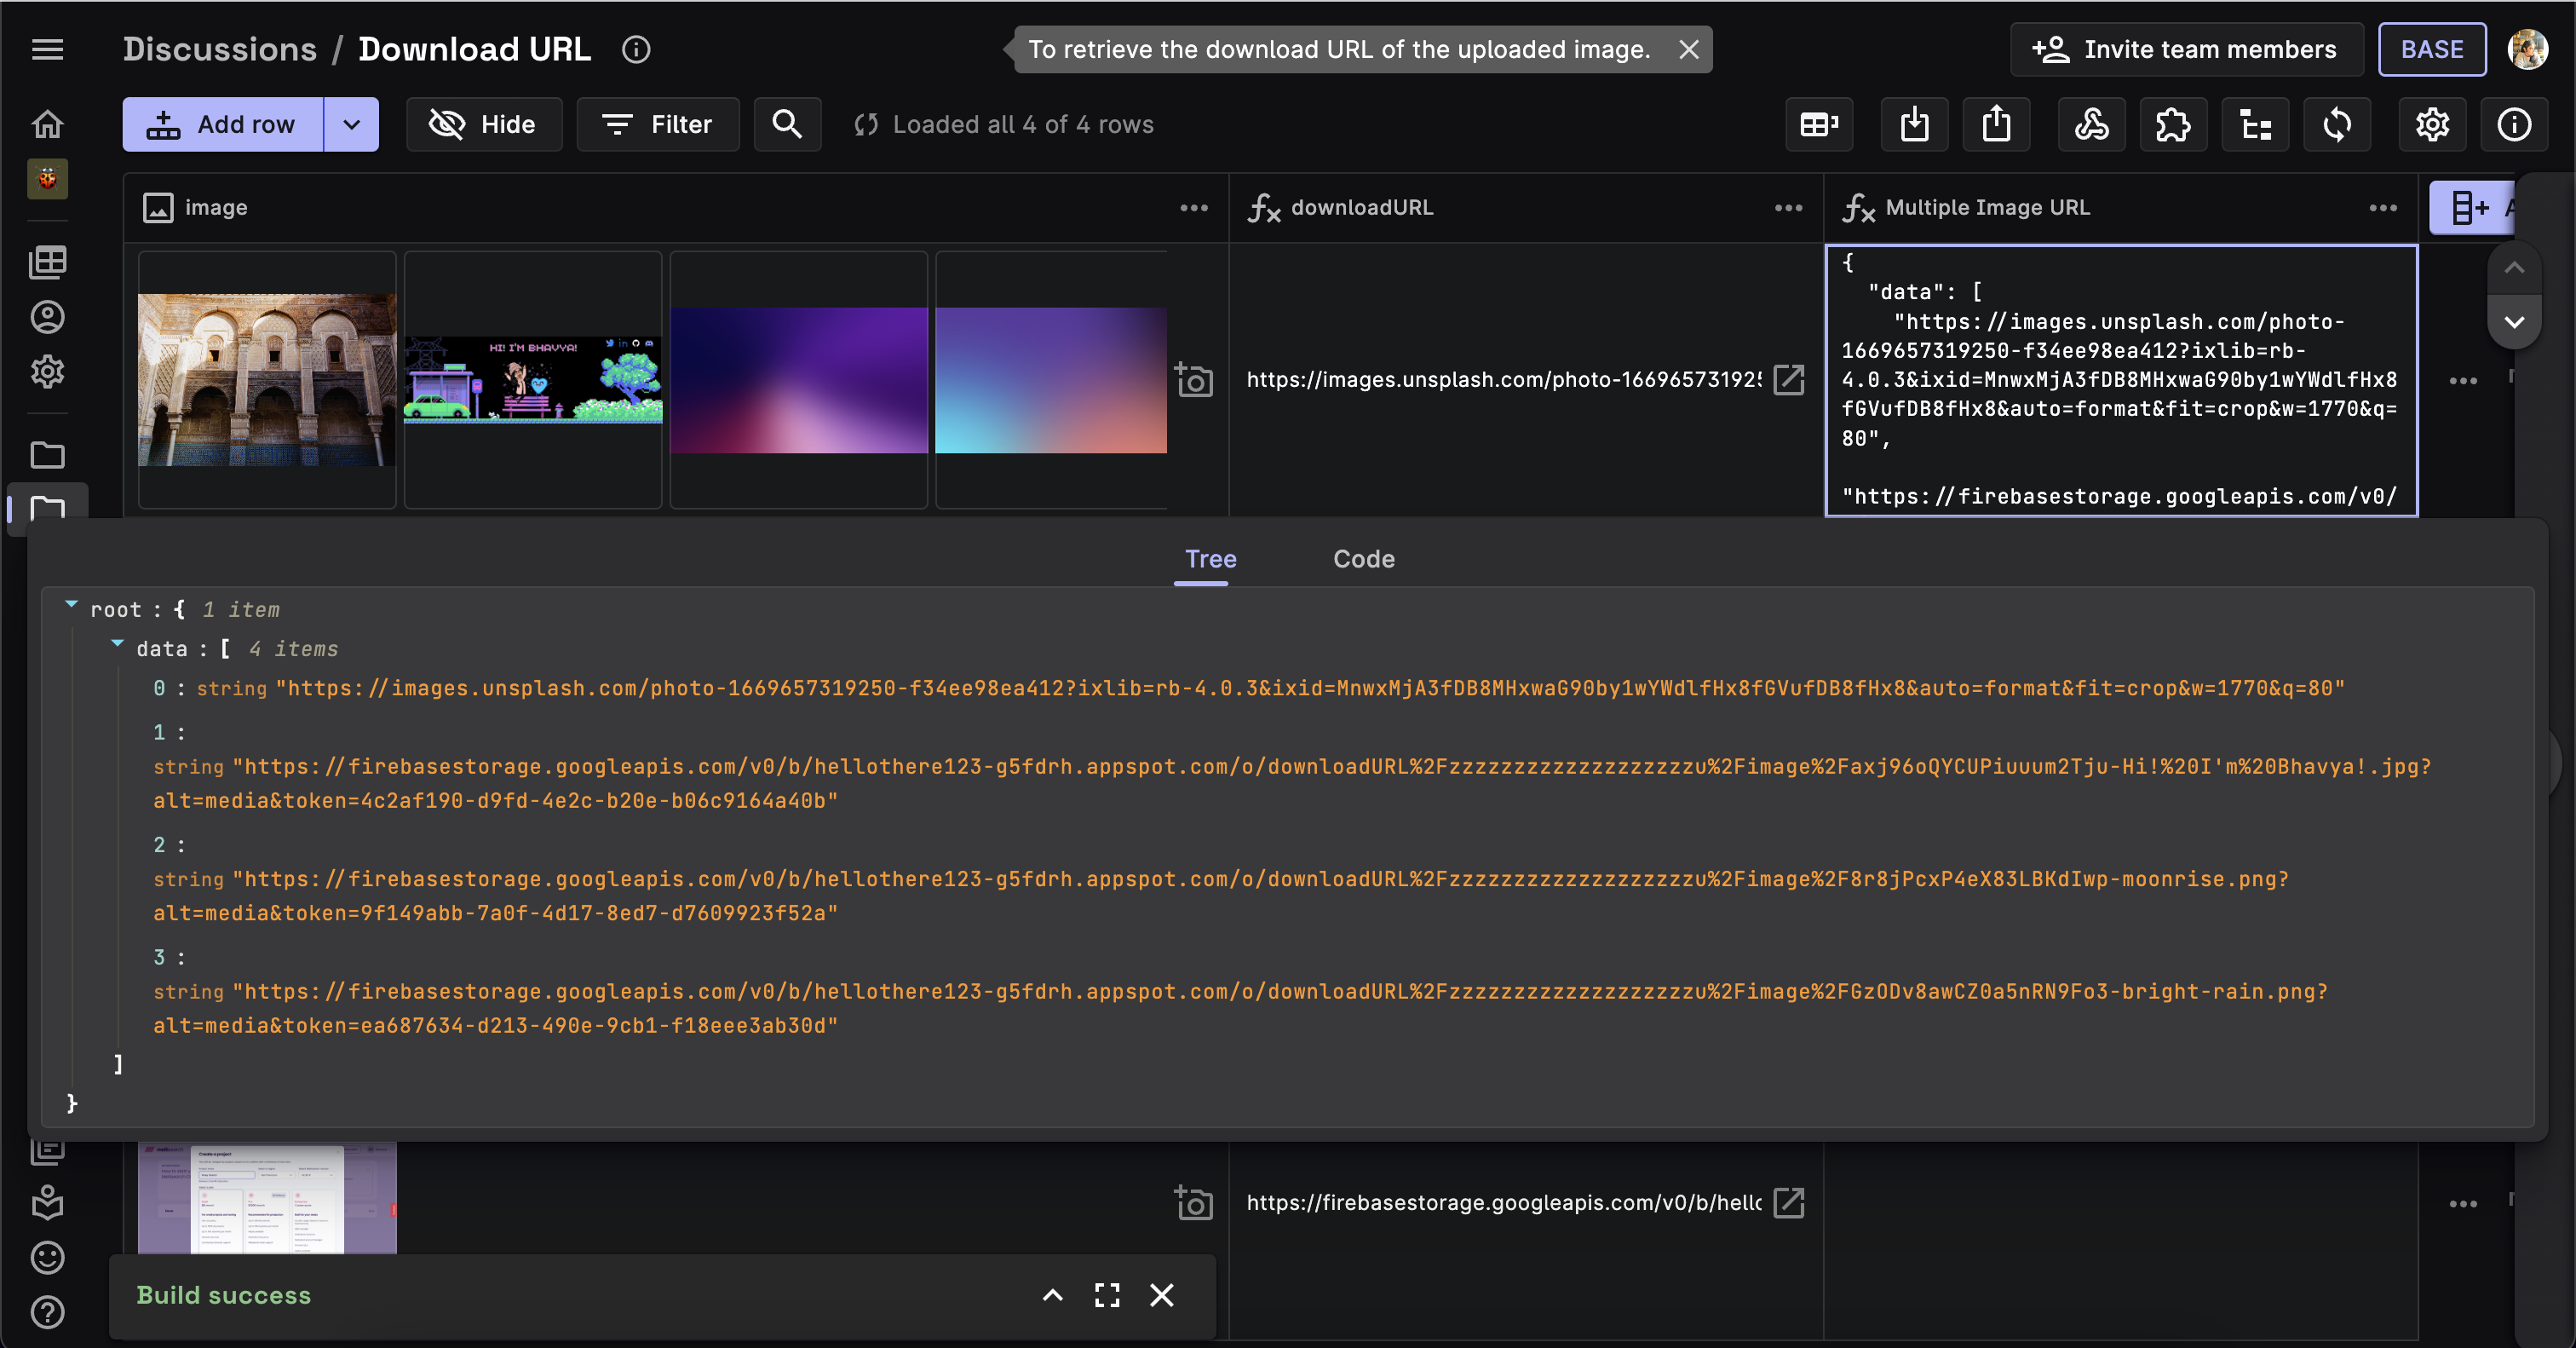 Discussions / Download URL
To retrieve the download URL of the uploaded image.
Invite team members
BASE
Add row
Hide
Filter
Loaded all 4 of 4 rows
image
downloadURL
Multiple Image URL
HI! I'M BHAVYA!
https://images.unsplash.com/photo-16696573192
{
"data": [
"https://images.unsplash.com/photo-
1669657319250-f34ee98ea412?ixlib=rb-
4.0.3&ixid=MnwxMjA3fDB8MHxwaG90by1wYWdlfHx8
fGVufDB8fHx8&auto=format&fit=crop&w=1770&q=
80",
"https://firebasestorage.googleapis.com/v0/
Tree
Code
root : { 1 item
data : [ 4 items
0 : string "https://images.unsplash.com/photo-1669657319250-f34ee98ea412?ixlib=rb-4.0.3&ixid=MnwxMjA3fDB8MHxwaG90by1wYWdlfHx8fGVufDB8fHx8&auto=format&fit=crop&w=1770&q=80"
1 :
string "https://firebasestorage.googleapis.com/v0/b/hellothere123-g5fdrh.appspot.com/o/downloadURL%2Fzzzzzzzzzzzzzzzzzzzu%2Fimage%2Faxj96oQYCUPiuuum2Tju-Hi!%20I'm%20Bhavya!.jpg?
alt=media&token=4c2af190-d9fd-4e2c-b20e-b06c9164a40b"
2 :
string "https://firebasestorage.googleapis.com/v0/b/hellothere123-g5fdrh.appspot.com/o/downloadURL%2Fzzzzzzzzzzzzzzzzzzzu%2Fimage%2F8r8jPcxP4eX83LBKdIwp-moonrise.png?
alt=media&token=9f149abb-7a0f-4d17-8ed7-d7609923f52a"
3 :
string "https://firebasestorage.googleapis.com/v0/b/hellothere123-g5fdrh.appspot.com/o/downloadURL%2Fzzzzzzzzzzzzzzzzzzzu%2Fimage%2FGzODv8awCZ0a5nRN9Fo3-bright-rain.png?
alt=media&token=ea687634-d213-490e-9cb1-f18eee3ab30d"
]
}
Create a project
https://firebasestorage.googleapis.com/v0/b/hello
Build success